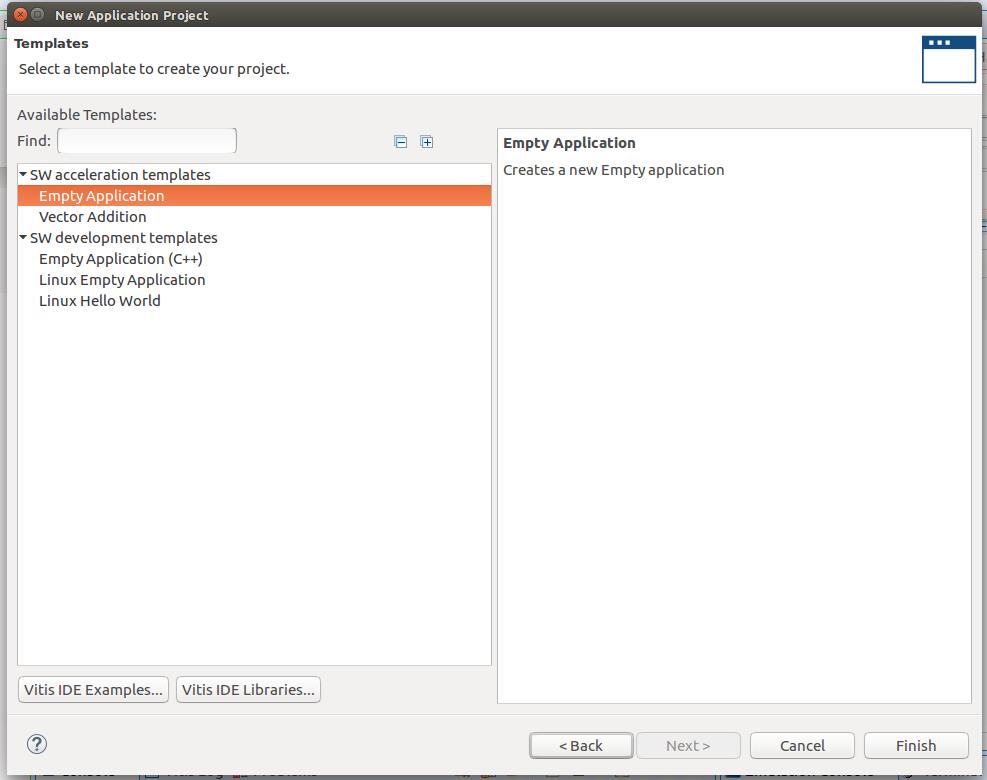 New Application Project
Templates
Select a template to create your project.
Available Templates:
Find:
SW acceleration templates
Empty Application
Vector Addition
SW development templates
Empty Application (C++)
Linux Empty Application
Linux Hello World
Empty Application
Creates a new Empty application
Vitis IDE Examples...
Vitis IDE Libraries...
< Back
Next >
Cancel
Finish